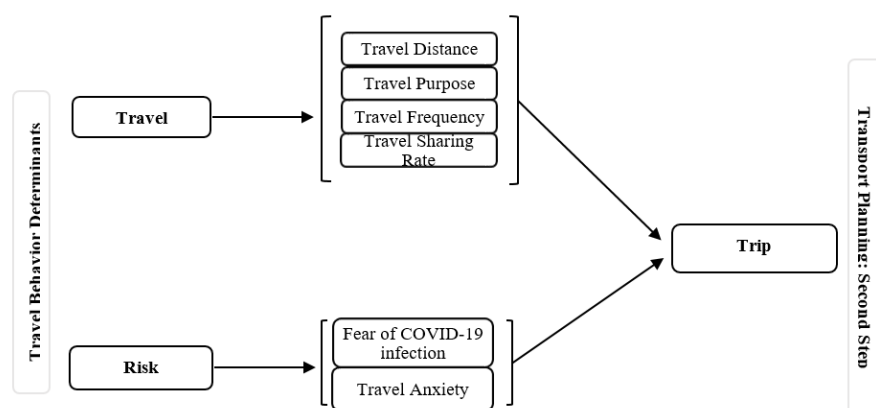 Travel Behavior Determinants
Travel
Travel Distance
Travel Purpose
Travel Frequency
Travel Sharing
Rate
Risk
Fear of COVID-19
infection
Travel Anxiety
Trip
Transport Planning: Second Step